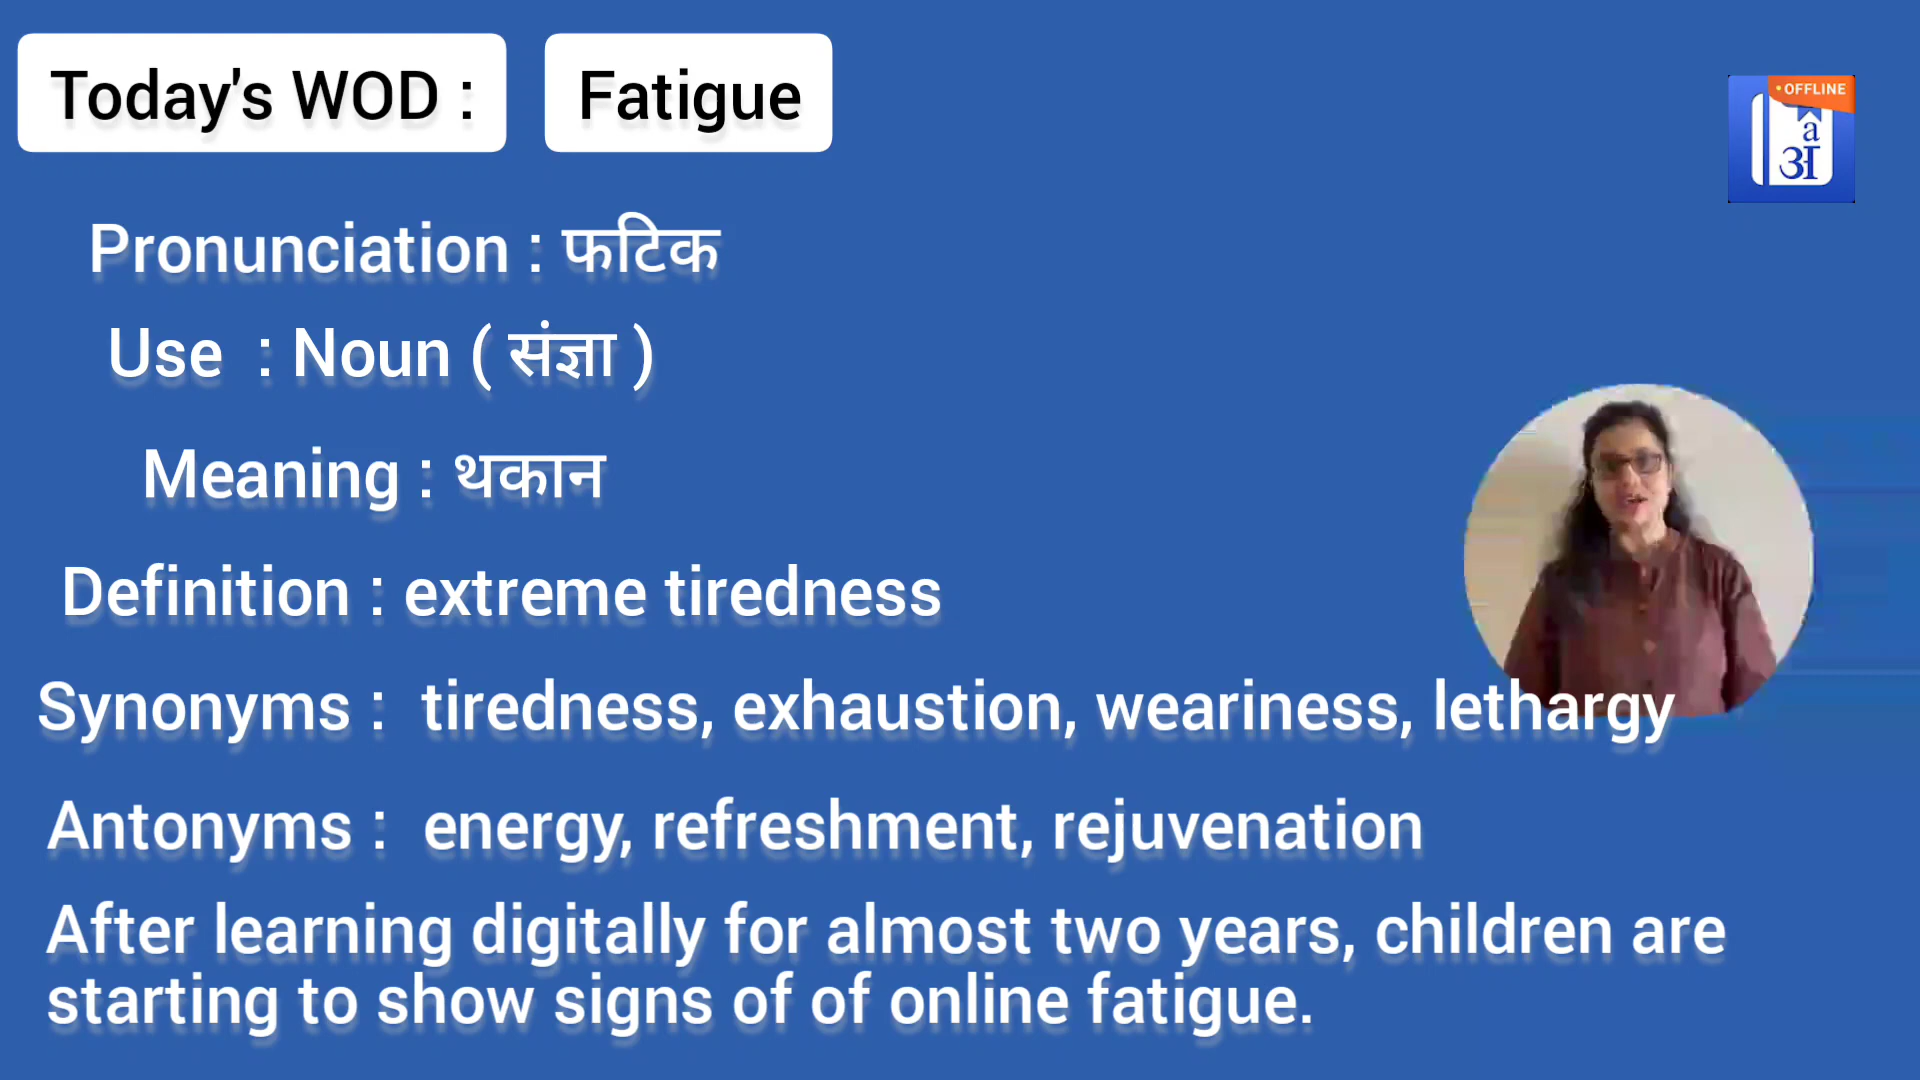 Today's WOD : Fatigue
• OFFLINE
a
अ
Pronunciation : फटिक
Use : Noun ( संज्ञा )
Meaning : थकान
Definition : extreme tiredness
Synonyms : tiredness, exhaustion, weariness, lethargy
Antonyms : energy, refreshment, rejuvenation
After learning digitally for almost two years, children are
starting to show signs of of online fatigue.